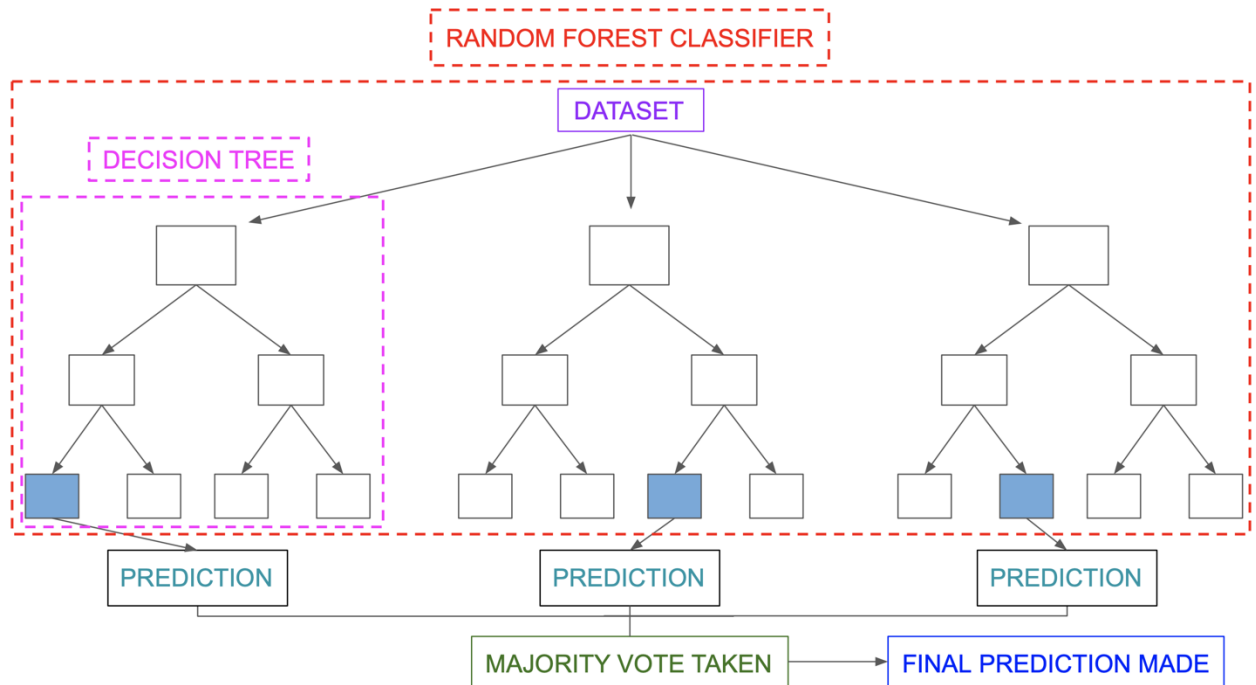 RANDOM FOREST CLASSIFIER
DATASET
DECISION TREE
PREDICTION
PREDICTION
PREDICTION
MAJORITY VOTE TAKEN
FINAL PREDICTION MADE